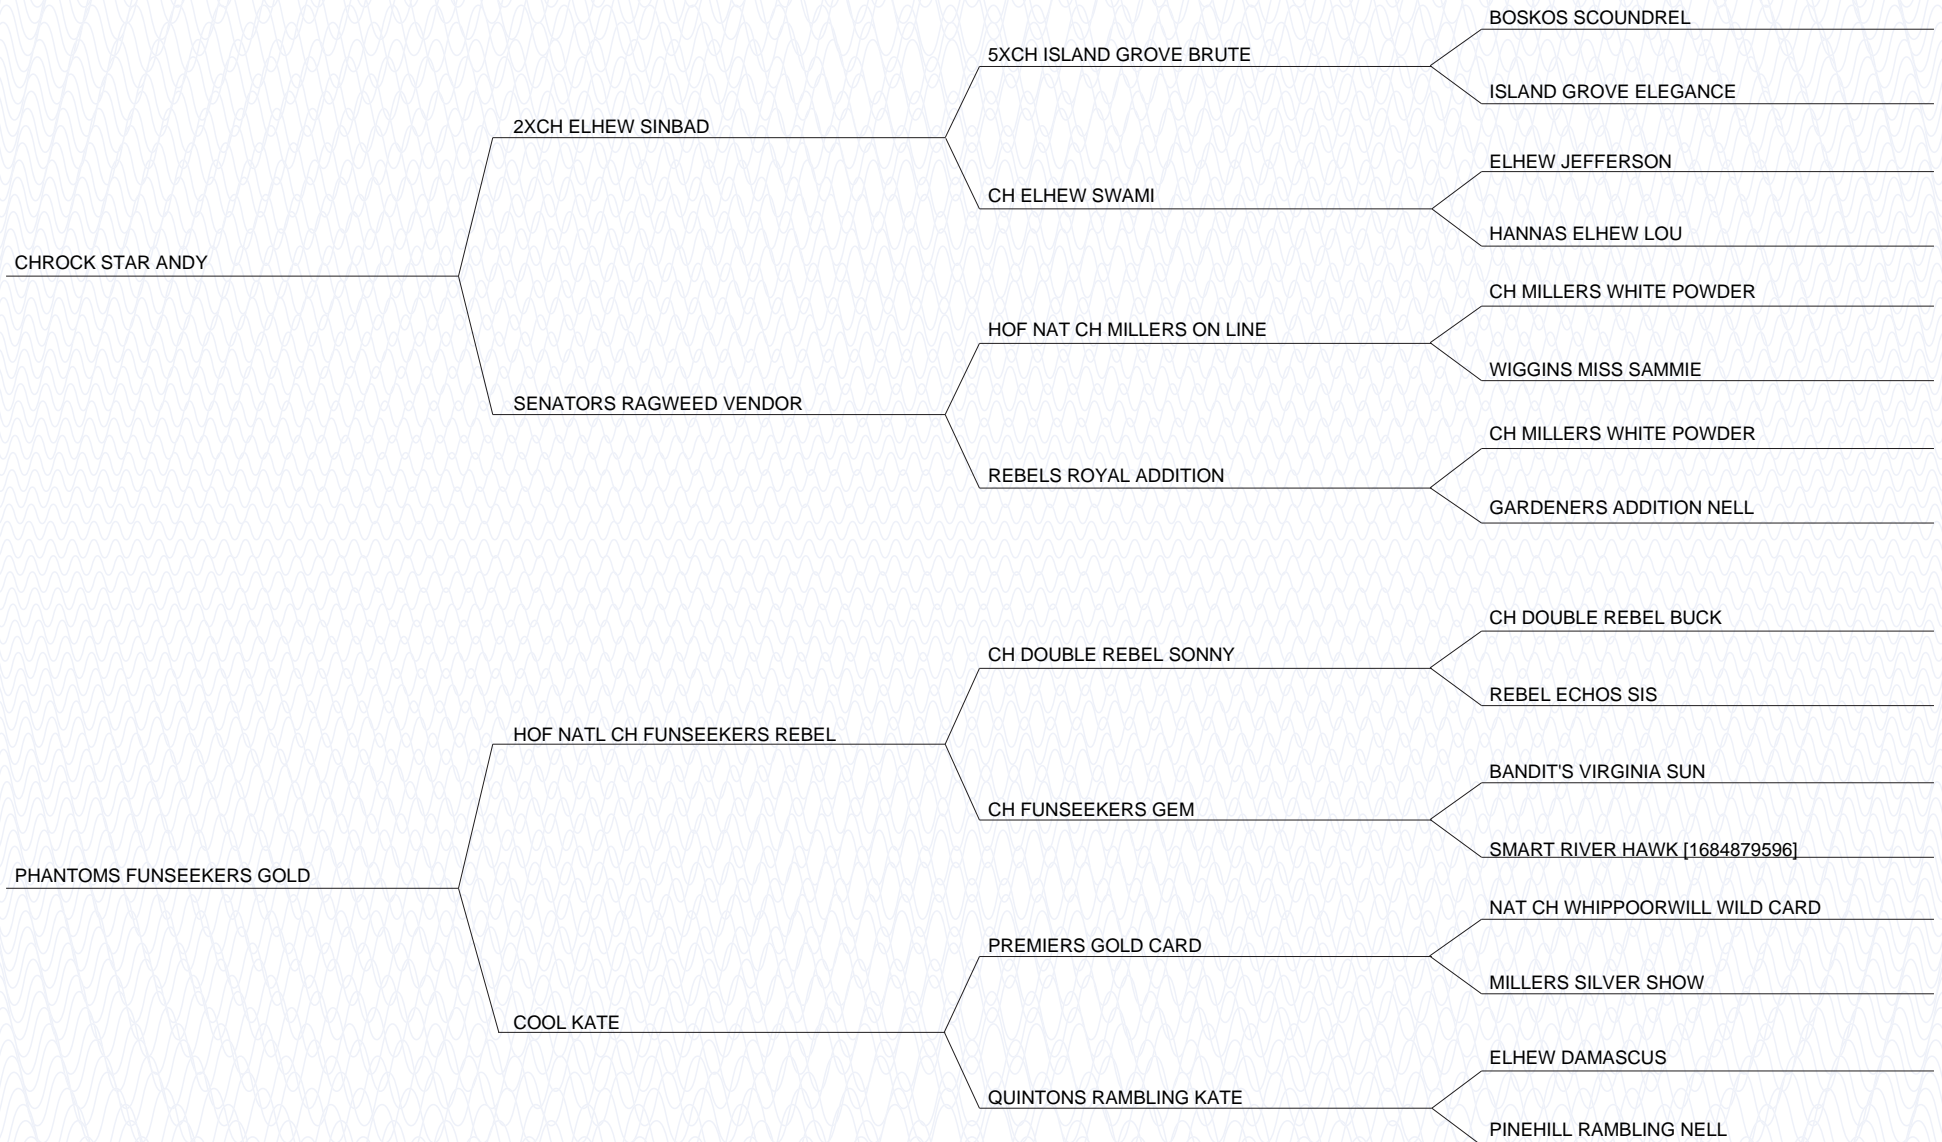 BOSKOS SCOUNDREL
5XCH ISLAND GROVE BRUTE
ISLAND GROVE ELEGANCE
2XCH ELHEW SINBAD
ELHEW JEFFERSON
CH ELHEW SWAMI
HANNAS ELHEW LOU
CHROCK STAR ANDY
CH MILLERS WHITE POWDER
HOF NAT CH MILLERS ON LINE
WIGGINS MISS SAMMIE
SENATORS RAGWEED VENDOR
CH MILLERS WHITE POWDER
REBELS ROYAL ADDITION
GARDENERS ADDITION NELL
CH DOUBLE REBEL BUCK
CH DOUBLE REBEL SONNY
REBEL ECHOS SIS
HOF NATL CH FUNSEEKERS REBEL
BANDIT'S VIRGINIA SUN
CH FUNSEEKERS GEM
SMART RIVER HAWK [1684879596]
PHANTOMS FUNSEEKERS GOLD
NAT CH WHIPPOORWILL WILD CARD
PREMIERS GOLD CARD
MILLERS SILVER SHOW
COOL KATE
ELHEW DAMASCUS
QUINTONS RAMBLING KATE
PINEHILL RAMBLING NELL